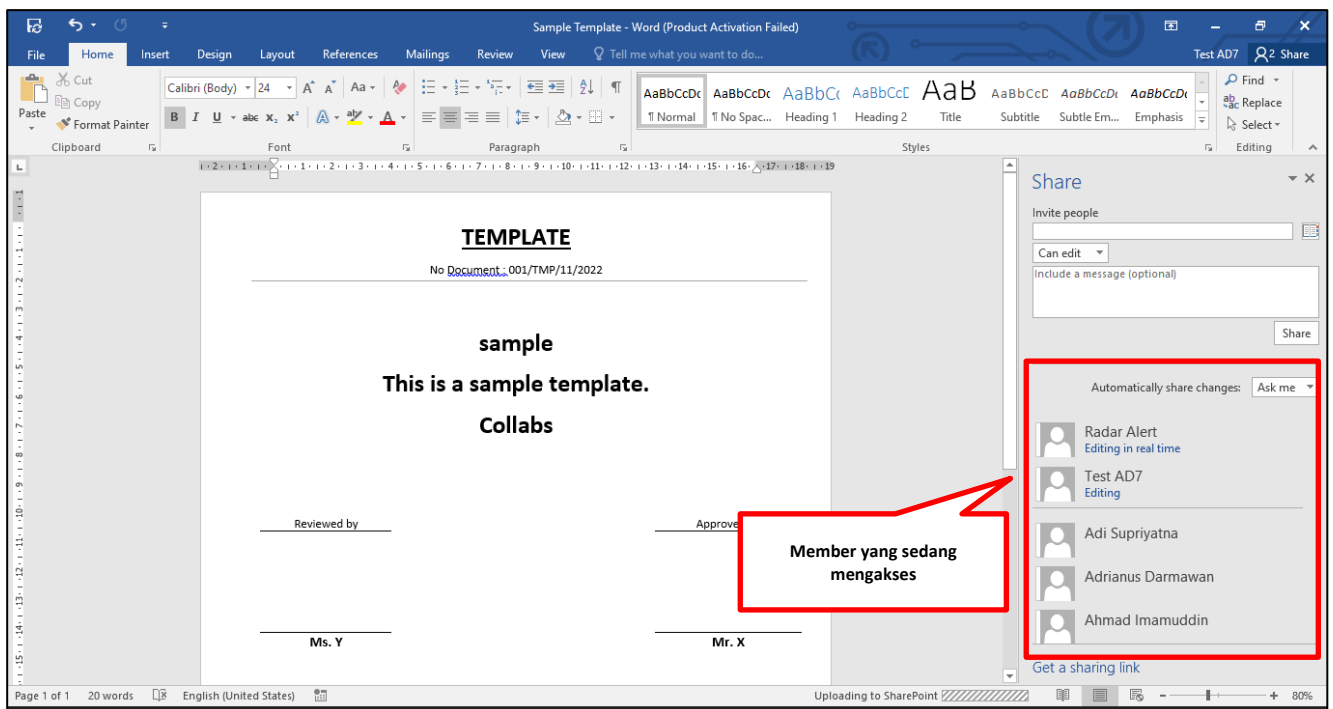 Sample Template - Word (Product Activation Failed)
File Home Insert Design Layout References Mailings Review View Tell me what you want to do... Test AD7 Share
Paste
Cut
Copy
Format Painter
Clipboard
Calibri (Body) 24
Font
Paragraph
AaBbCcDc AaBbCcDc AaBbCc AaBbCcD AaB AaBbCcD AaBbCcDc AaBbCcDc
¶ Normal ¶ No Spac... Heading 1 Heading 2 Title Subtitle Subtle Em... Emphasis
Styles
Find
Replace
Select
Editing
TEMPLATE
No Document : 001/TMP/11/2022
sample
This is a sample template.
Collabs
Reviewed by
Approve
Ms. Y
Mr. X
Member yang sedang
mengakses
Share
Invite people
Can edit
Include a message (optional)
Share
Automatically share changes: Ask me
Radar Alert
Editing in real time
Test AD7
Editing
Adi Supriyatna
Adrianus Darmawan
Ahmad Imamuddin
Get a sharing link
Page 1 of 1 20 words English (United States) Uploading to SharePoint 80%